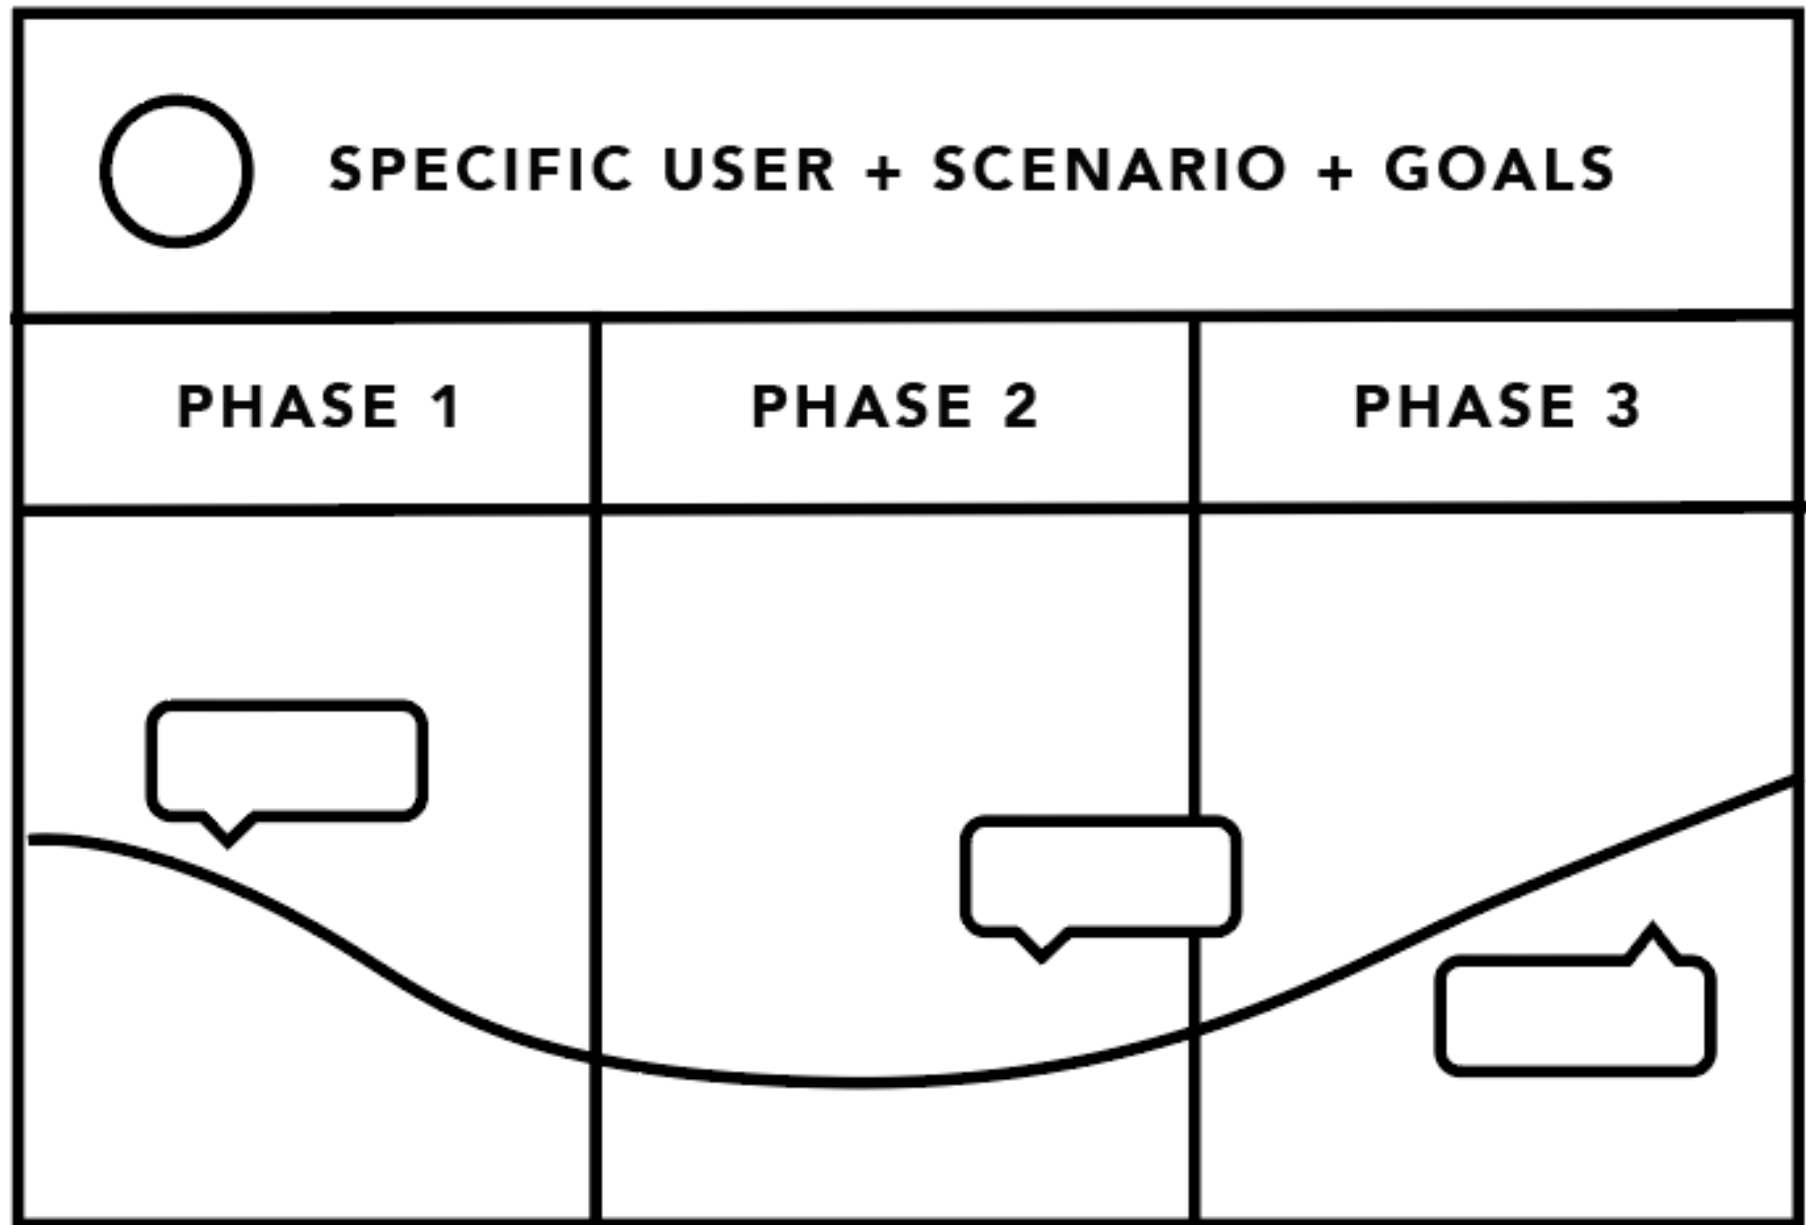 SPECIFIC USER + SCENARIO + GOALS
PHASE 1
PHASE 2
PHASE 3